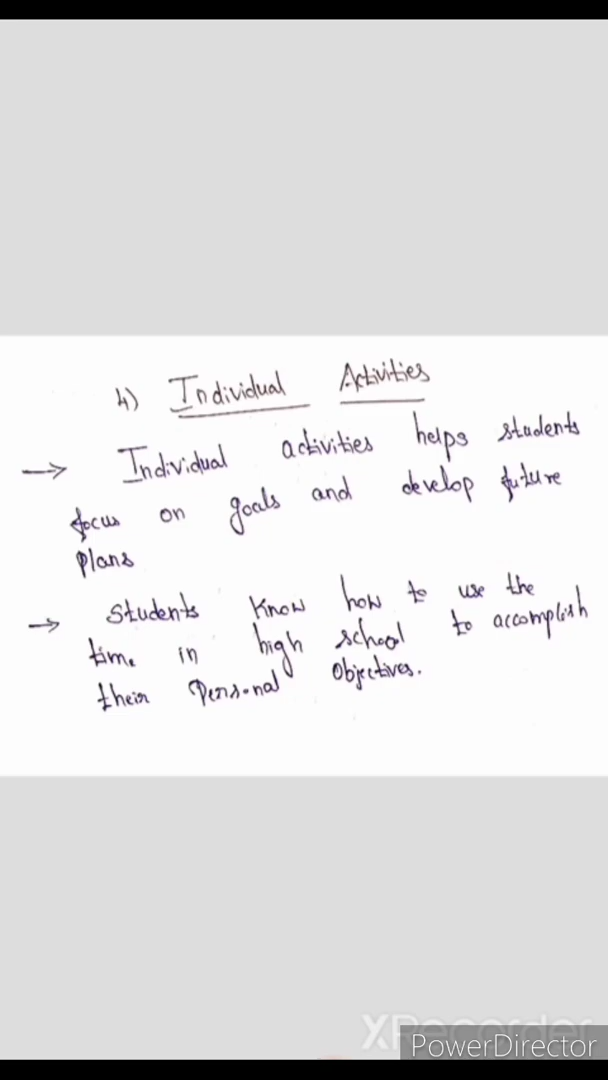 4) Individual Activities
→ Individual activities helps students
focus on goals and develop future
plans
→ Students know how to use the
time in high school to accomplish
their Personal Objectives.
XRecorder
PowerDirector